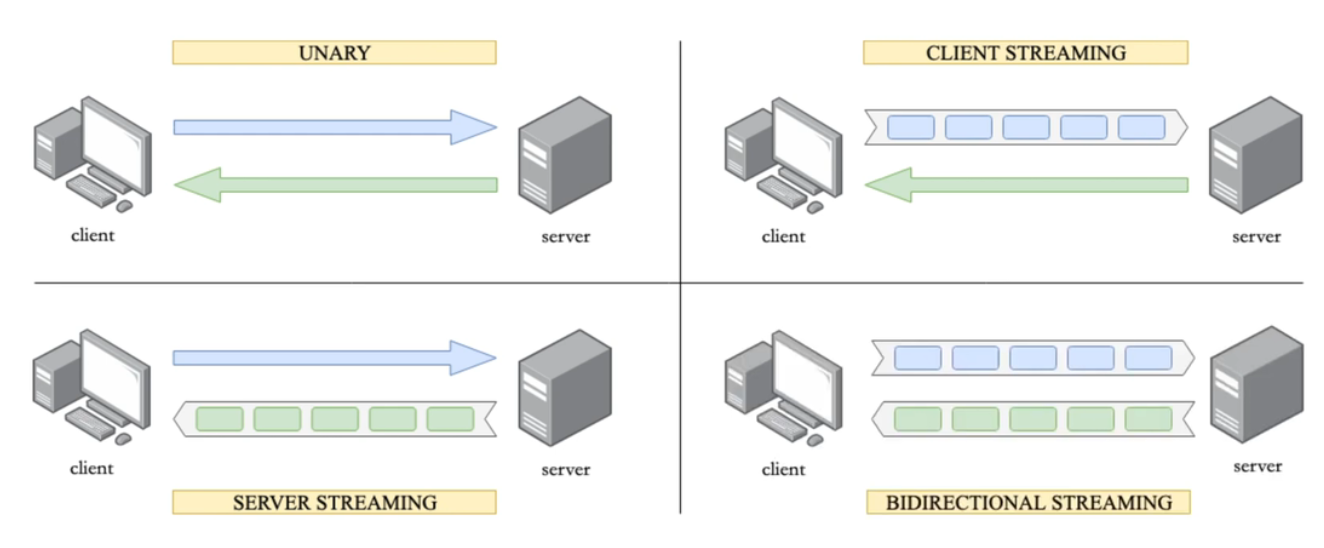 UNARY
client
server
CLIENT STREAMING
client
server
client
server
SERVER STREAMING
client
server
BIDIRECTIONAL STREAMING